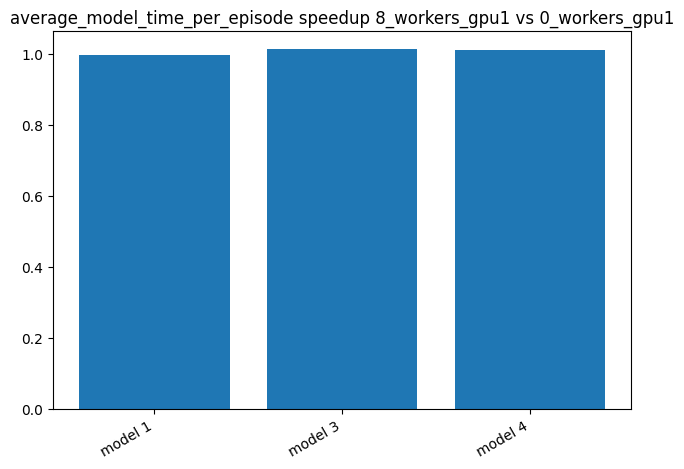 average_model_time_per_episode speedup 8_workers_gpu1 vs 0_workers_gpu1
1.0
0.8
0.6
0.4
0.2
0.0
model 1
model 3
model 4